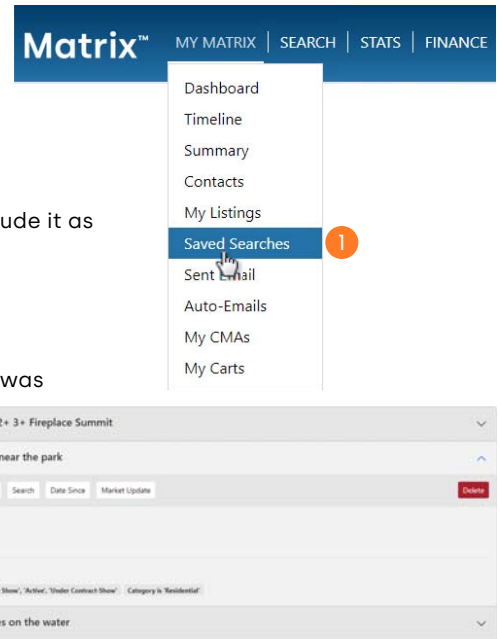 Matrix™ MY MATRIX | SEARCH | STATS | FINANCE
Dashboard
Timeline
Summary
Contacts
My Listings
ude it as
Saved Searches 1
Sent Email
Auto-Emails
My CMAs
My Carts
was
2+ 3+ Fireplace Summit
near the park
Search Date Since Market Update Delete
Show', 'Active', 'Under Contract Show' Category is 'Residential'
es on the water